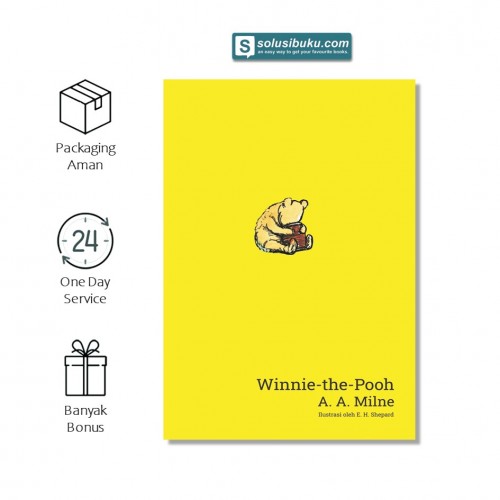 S solusibuku.com
an easy way to get your favourite books.
Packaging
Aman
24
One Day
Service
Banyak
Bonus
Winnie-the-Pooh
A. A. Milne
Ilustrasi oleh E. H. Shepard